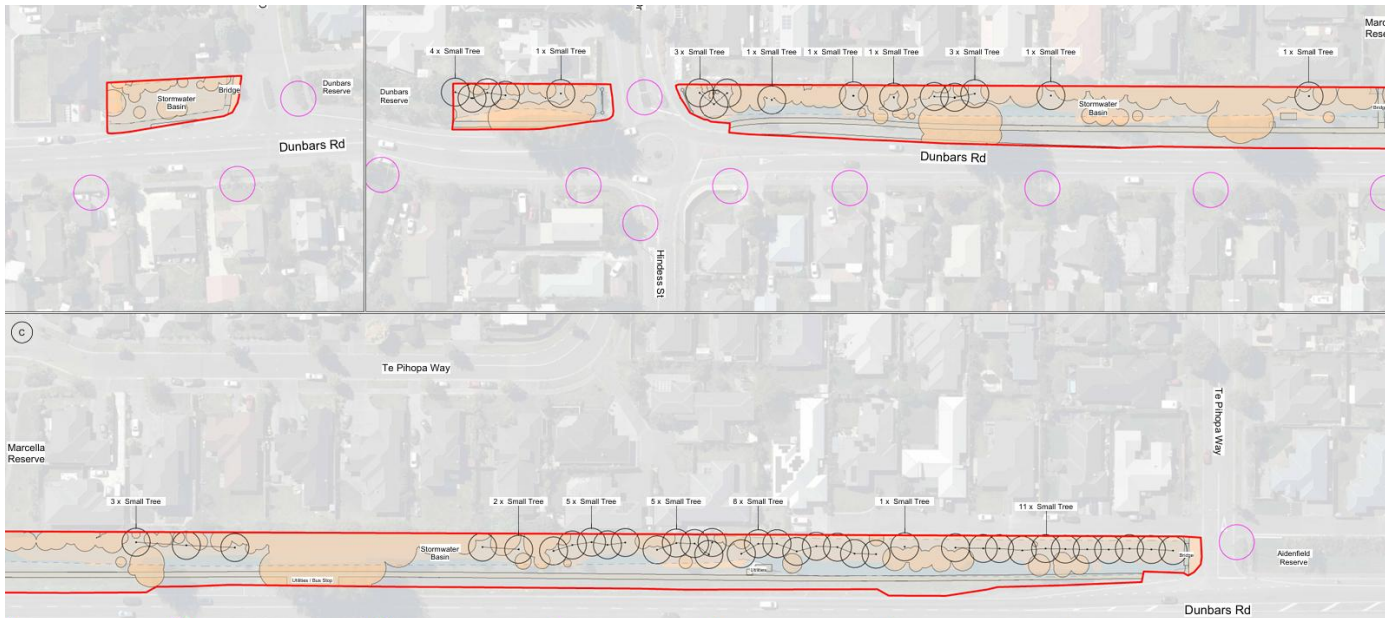 Stormwater
Basin
Bridge
Dunbars
Reserve
Dunbars Rd
4 x Small Tree
1 x Small Tree
3 x Small Tree
1 x Small Tree
1 x Small Tree
1 x Small Tree
3 x Small Tree
1 x Small Tree
1 x Small Tree
Dunbars
Reserve
Stormwater
Basin
Dunbars Rd
Hindess St
C
Te Pihopa Way
Te Pihopa Way
Marcella
Reserve
3 x Small Tree
2 x Small Tree
5 x Small Tree
5 x Small Tree
8 x Small Tree
1 x Small Tree
11 x Small Tree
Stormwater
Basin
Utilities / Bus Stop
Utilities
Bridge
Aidenfield
Reserve
Dunbars Rd